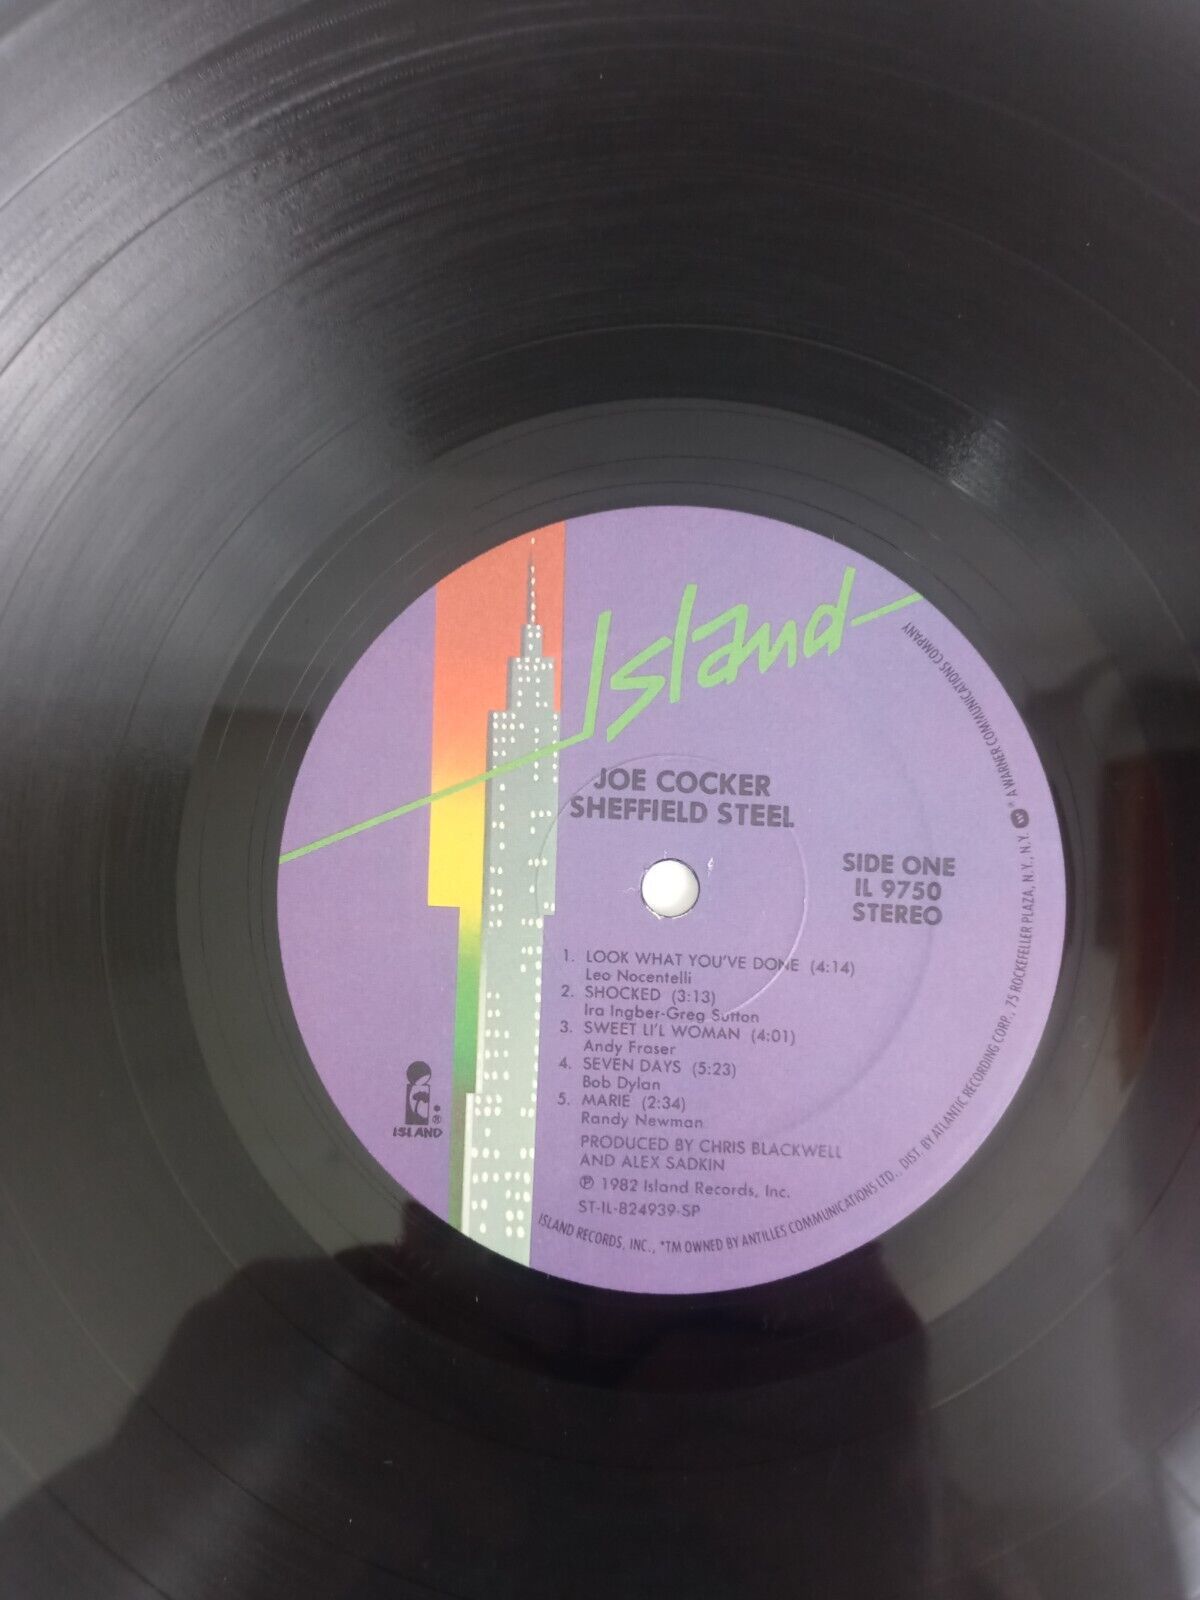 Island
JOE COCKER
SHEFFIELD STEEL
SIDE ONE
IL 9750
STEREO
1. LOOK WHAT YOU'VE DONE (4:14)
Leo Nocentelli
2. SHOCKED (3:13)
Ira Ingber-Greg Sutton
3. SWEET LI'L WOMAN (4:01)
Andy Fraser
4. SEVEN DAYS (5:23)
Bob Dylan
5. MARIE (2:34)
Randy Newman
PRODUCED BY CHRIS BLACKWELL
AND ALEX SADKIN
℗ 1982 Island Records, Inc.
ST-IL-824939-SP
ISLAND
®
ISLAND RECORDS, INC., *TM OWNED BY ANTILLES COMMUNICATIONS LTD., DIST. BY ATLANTIC RECORDING CORP., 75 ROCKEFELLER PLAZA, N.Y., N.Y. W ® A WARNER COMMUNICATIONS COMPANY